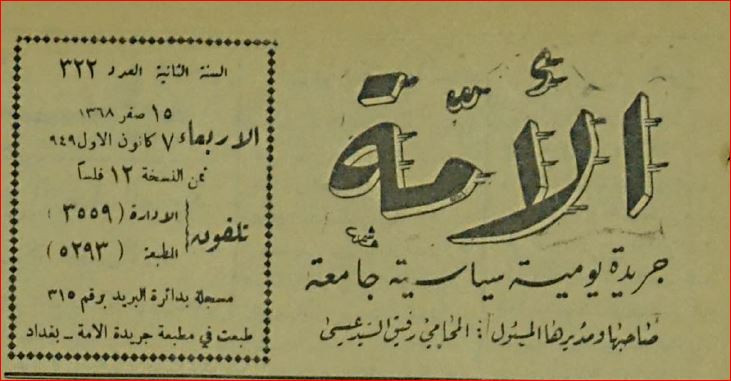 الأمة
جريدة يومية سياسية جامعة
صاحبها ومديرها المسئول: المحامي رفيق السيد عيسى
السنة الثانية العدد ٣٢٢
١٥ صفر ١٣٦٨
الاربعاء ٧ كانون الاول ٩٤٩
ثمن النسخة ١٢ فلساً
تلفون
الادارة (٣٥٥٩)
المطبعة (٥٢٩٣)
مسجلة بدائرة البريد برقم ٣١٥
طبعت في مطبعة جريدة الامة - بغداد